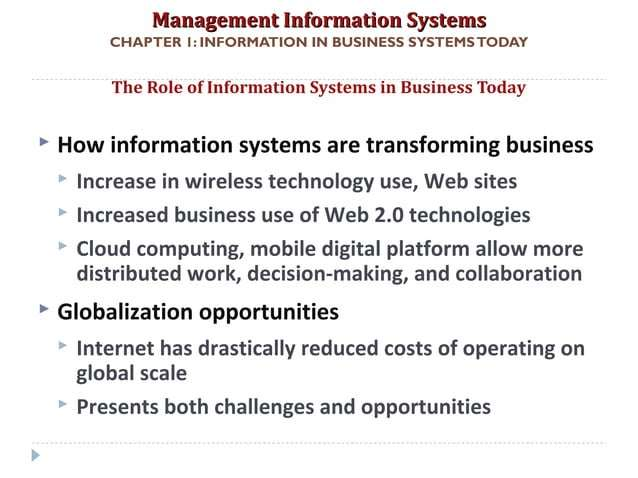 Management Information Systems
CHAPTER 1: INFORMATION IN BUSINESS SYSTEMS TODAY
The Role of Information Systems in Business Today
How information systems are transforming business
Increase in wireless technology use, Web sites
Increased business use of Web 2.0 technologies
Cloud computing, mobile digital platform allow more
distributed work, decision-making, and collaboration
Globalization opportunities
Internet has drastically reduced costs of operating on
global scale
Presents both challenges and opportunities